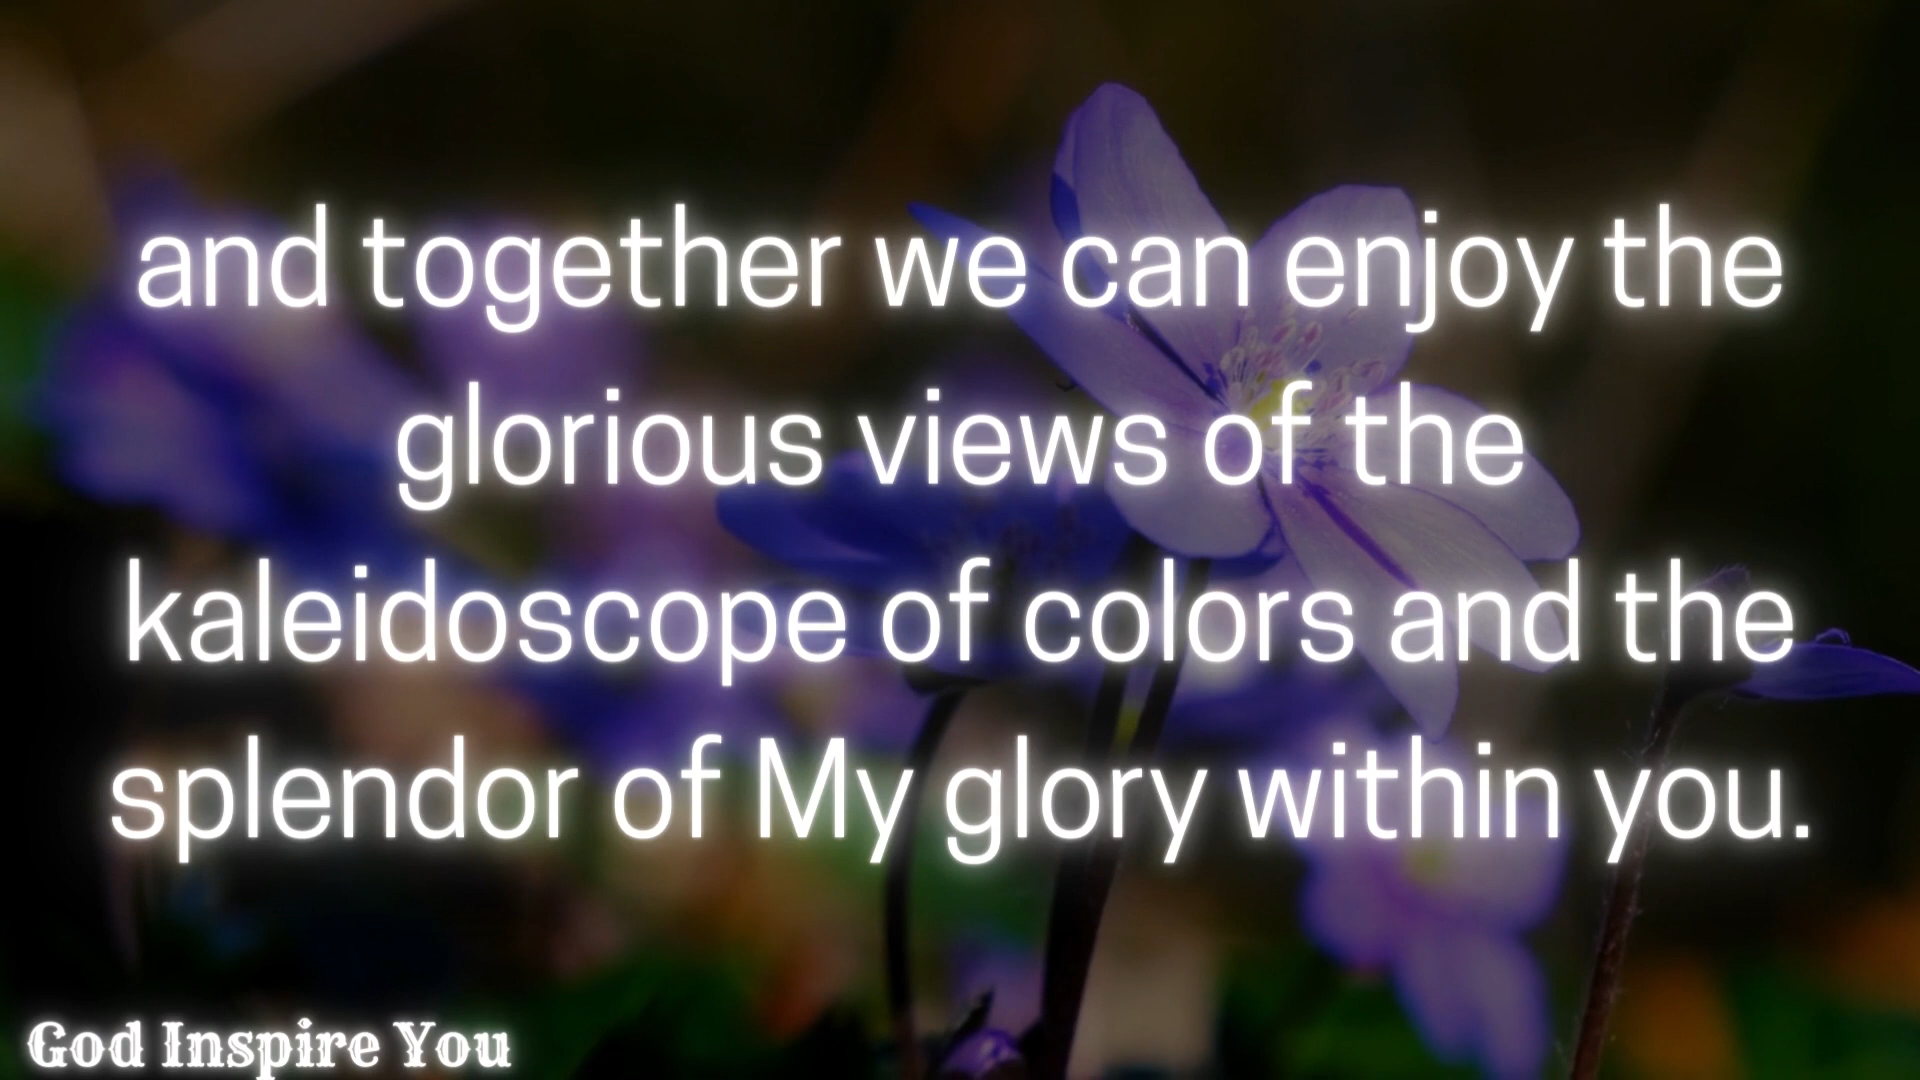 and together we can enjoy the
glorious views of the
kaleidoscope of colors and the
splendor of My glory within you.
God Inspire You